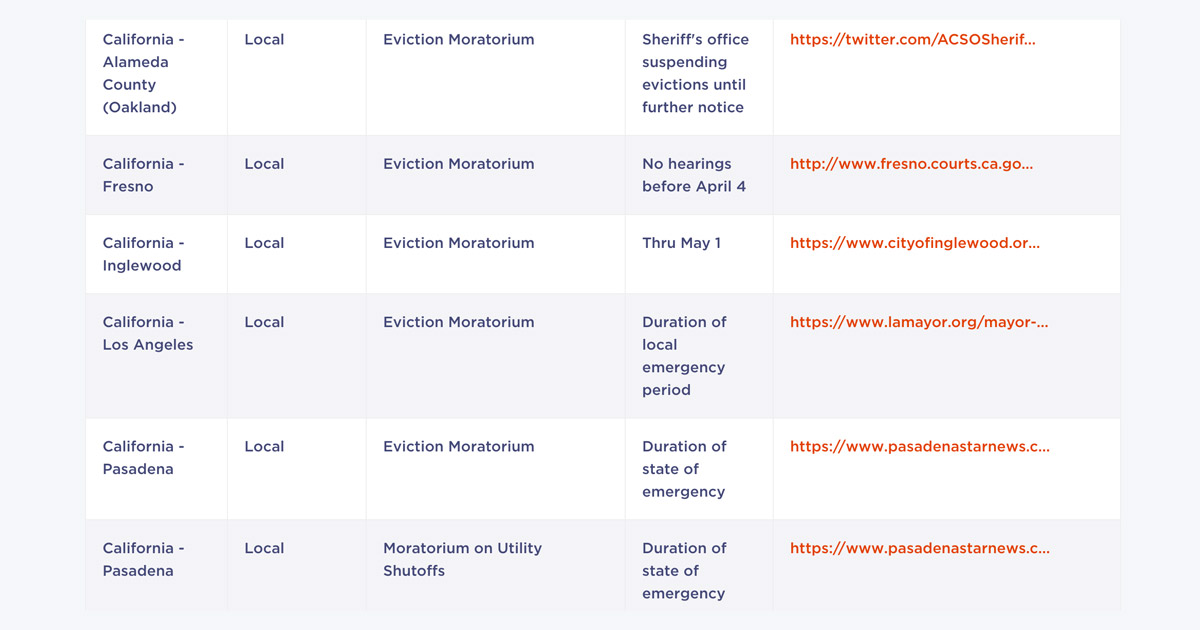 California - Local Eviction Moratorium Sheriff's office https://twitter.com/ACSOSherif...
Alameda suspending
County evictions until
(Oakland) further notice
California - Local Eviction Moratorium No hearings http://www.fresno.courts.ca.go...
Fresno before April 4
California - Local Eviction Moratorium Thru May 1 https://www.cityofinglewood.or...
Inglewood
California - Local Eviction Moratorium Duration of https://www.lamayor.org/mayor-...
Los Angeles local
emergency
period
California - Local Eviction Moratorium Duration of https://www.pasadenastarnews.c...
Pasadena state of
emergency
California - Local Moratorium on Utility Duration of https://www.pasadenastarnews.c...
Pasadena Shutoffs state of
emergency